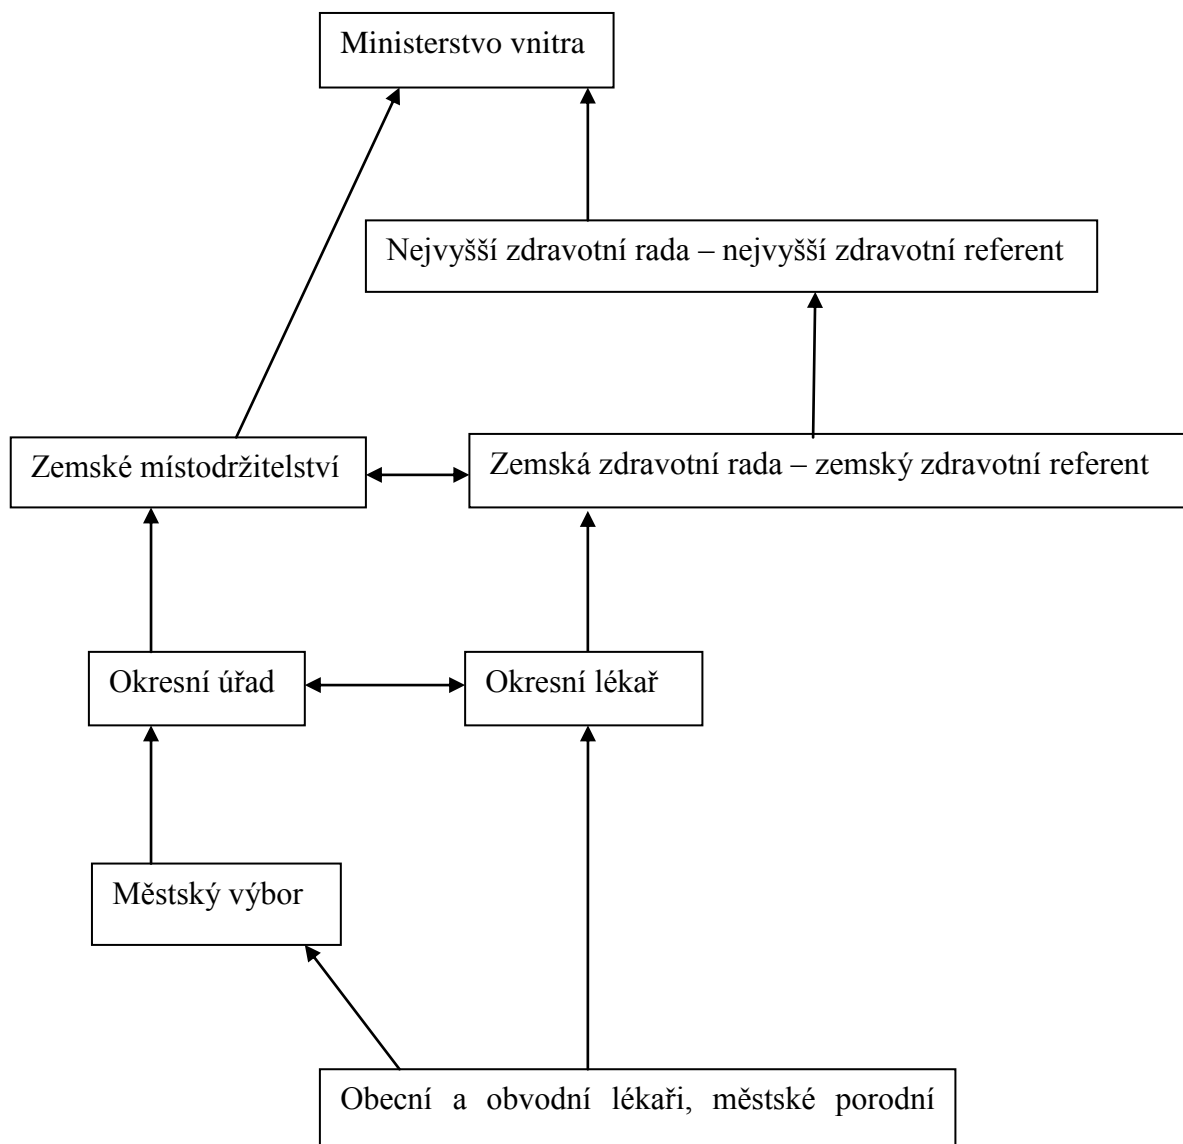 Ministerstvo vnitra
Nejvyšší zdravotní rada – nejvyšší zdravotní referent
Zemské místodržitelství
Zemská zdravotní rada – zemský zdravotní referent
Okresní úřad
Okresní lékař
Městský výbor
Obecní a obvodní lékaři, městské porodní